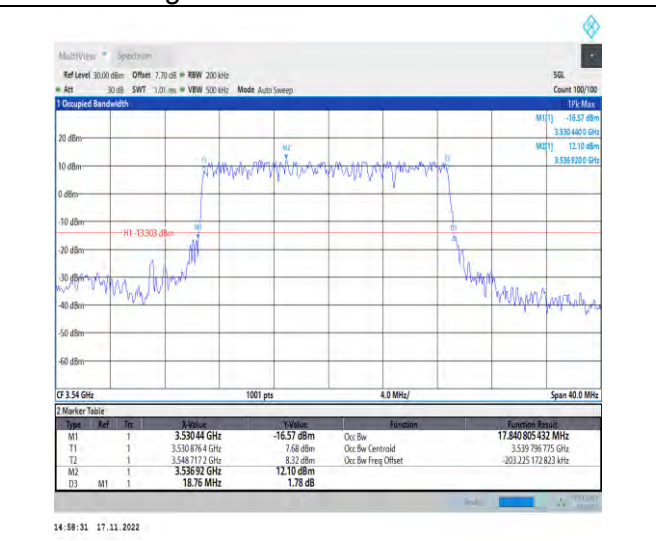 MultiView Spectrum
Ref Level 30.00 dBm Offset 7.70 dB RBW 200 kHz SGL
Att 30 dB SWT 1.01 ms VBW 500 kHz Mode Auto Sweep Count 100/100
1 Occupied Bandwidth 1Pk Max
M1[1] -16.57 dBm
3.530 440 0 GHz
20 dBm
M2[1] 12.10 dBm
3.536 920 0 GHz
M2
T1
10 dBm
0 dBm
-10 dBm
H1 -13.903 dBm
M1
D3
-20 dBm
-30 dBm
-40 dBm
-50 dBm
-60 dBm
CF 3.54 GHz 1001 pts 4.0 MHz/ Span 40.0 MHz
2 Marker Table
Type Ref Trc X-Value Y-Value Function Function Result
M1 1 3.530 44 GHz -16.57 dBm Occ Bw 17.840 805 432 MHz
T1 1 3.530 876 4 GHz 7.68 dBm Occ Bw Centroid 3.539 796 775 GHz
T2 1 3.548 717 2 GHz 8.32 dBm Occ Bw Freq Offset -203.225 172 823 kHz
M2 1 3.536 92 GHz 12.10 dBm
D3 M1 1 18.76 MHz 1.78 dB
14:58:31 17.11.2022